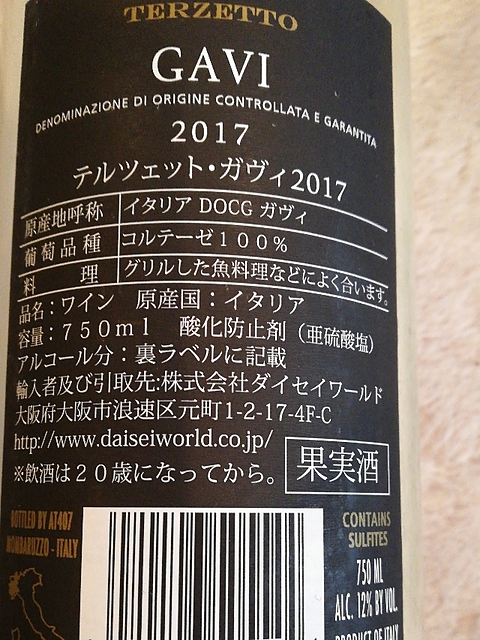 TERZETTO
GAVI
DENOMINAZIONE DI ORIGINE CONTROLLATA E GARANTITA
2017
テルツェット・ガヴィ2017
原産地呼称 イタリア DOCG ガヴィ
葡萄品種 コルテーゼ１００％
料理 グリルした魚料理などによく合います。
品名：ワイン 原産国：イタリア
容量：７５０ｍｌ 酸化防止剤（亜硫酸塩）
アルコール分：裏ラベルに記載
輸入者及び引取先:株式会社ダイセイワールド
大阪府大阪市浪速区元町1-2-17-4F-C
http://www.daiseiworld.co.jp/
※飲酒は２０歳になってから。
果実酒
BOTTLED BY AT407
MOMBARUZZO - ITALY
CONTAINS
SULFITES
750 ML
ALC. 12% BY VOL.
PRODUCT OF ITALY